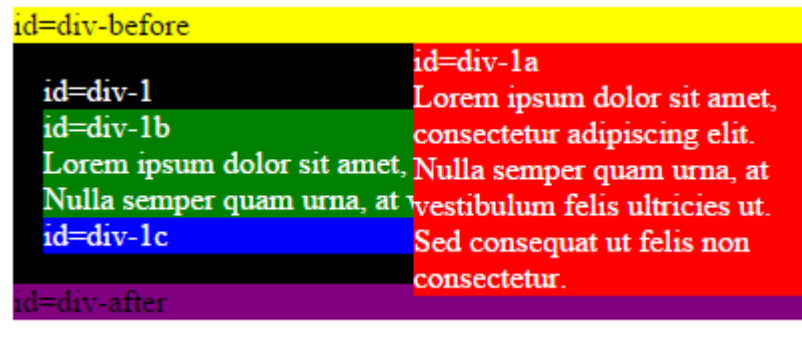 id=div-before
id=div-1
id=div-1b
Lorem ipsum dolor sit amet,
Nulla semper quam urna, at
id=div-1c
id=div-1a
Lorem ipsum dolor sit amet,
consectetur adipiscing elit.
Nulla semper quam urna, at
vestibulum felis ultricies ut.
Sed consequat ut felis non
consectetur.
id=div-after